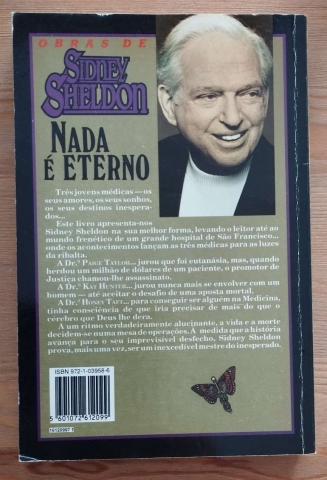 OBRAS DE
SIDNEY
SHELDON
NADA
É ETERNO
Três jovens médicas — os
seus amores, os seus sonhos,
os seus destinos inespera-
dos...
Este livro apresenta-nos
Sidney Sheldon na sua melhor forma, levando o leitor até ao
mundo frenético de um grande hospital de São Francisco...
onde os acontecimentos lançam as três médicas para as luzes
da ribalta.
A Dr.ª PAIGE TAYLOR... jurou que foi eutanásia, mas, quando
herdou um milhão de dólares de um paciente, o promotor de
Justiça chamou-lhe assassinato.
A Dr.ª KAT HUNTER... jurou nunca mais se envolver com um
homem — até aceitar o desafio de uma aposta mortal.
A Dr.ª HONEY TAFT... para conseguir ser alguém na Medicina,
tinha consciência de que iria precisar de mais do que o
cérebro que Deus lhe dera.
A um ritmo verdadeiramente alucinante, a vida e a morte
decidem-se numa mesa de operações. À medida que a história
avança para o seu imprevisível desfecho, Sidney Sheldon
prova, mais uma vez, ser um inexcedível mestre do inesperado.
ISBN 972-1-03958-6
5 601072 612099